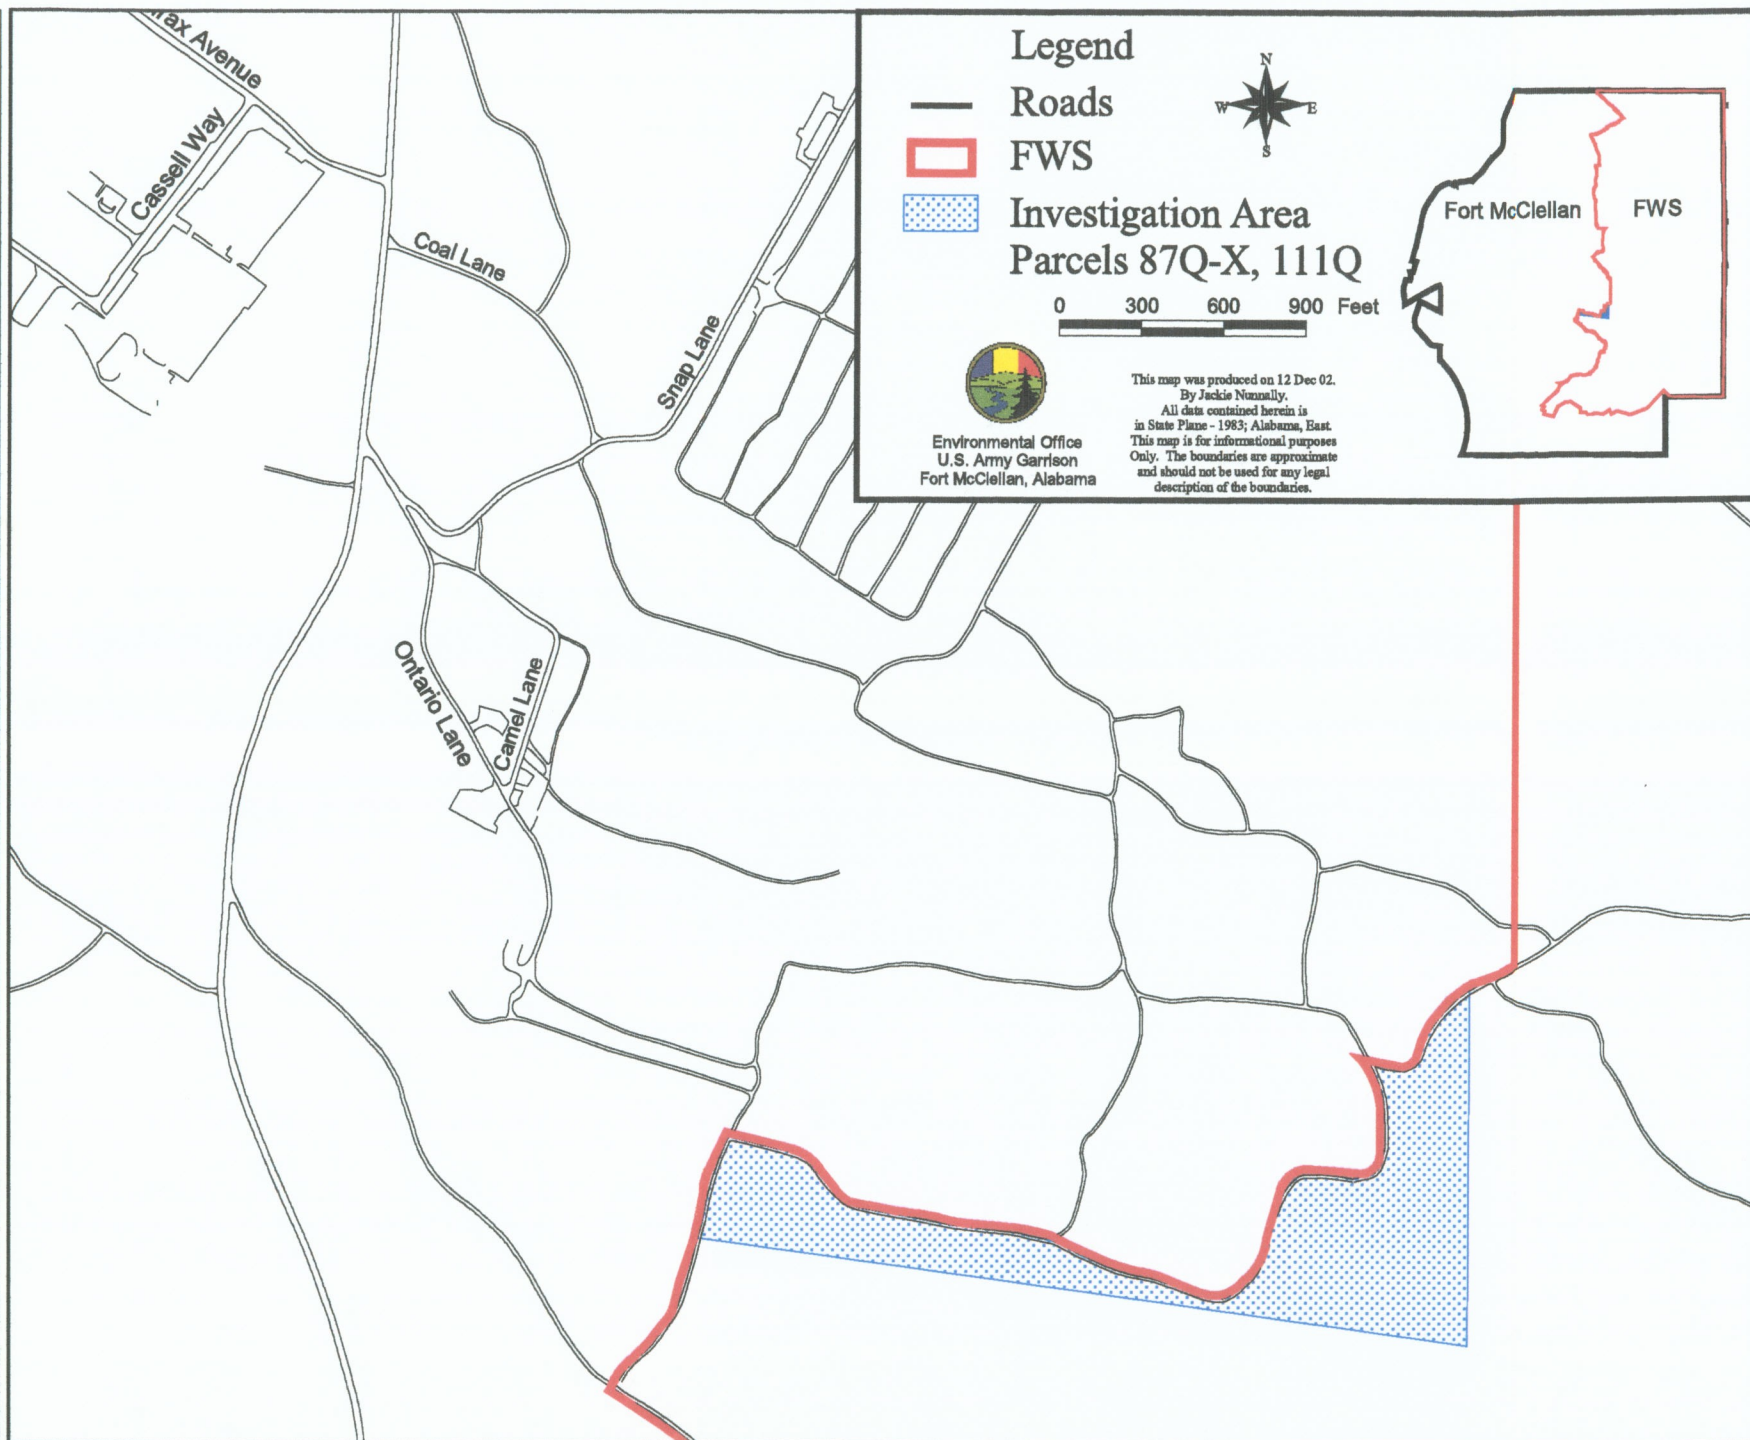 Legend
Roads
FWS
Investigation Area
Parcels 87Q-X, 111Q
N
W
E
S
0 300 600 900 Feet
Environmental Office
U.S. Army Garrison
Fort McClellan, Alabama
This map was produced on 12 Dec 02.
By Jackie Nunnally.
All data contained herein is
in State Plane - 1983; Alabama, East.
This map is for informational purposes
Only. The boundaries are approximate
and should not be used for any legal
description of the boundaries.
Fort McClellan
FWS
Avenue
Cassell Way
Coal Lane
Snap Lane
Ontario Lane
Camel Lane